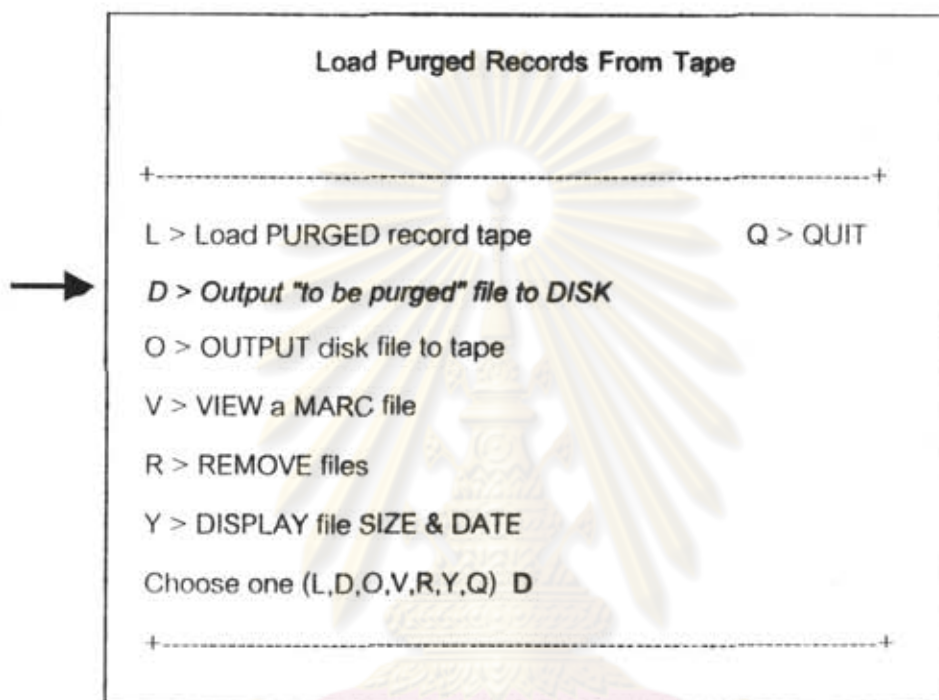 Load Purged Records From Tape
+----------------------------------------------------------------------+
L > Load PURGED record tape Q > QUIT
D > Output "to be purged" file to DISK
O > OUTPUT disk file to tape
V > VIEW a MARC file
R > REMOVE files
Y > DISPLAY file SIZE & DATE
Choose one (L,D,O,V,R,Y,Q) D
+----------------------------------------------------------------------+